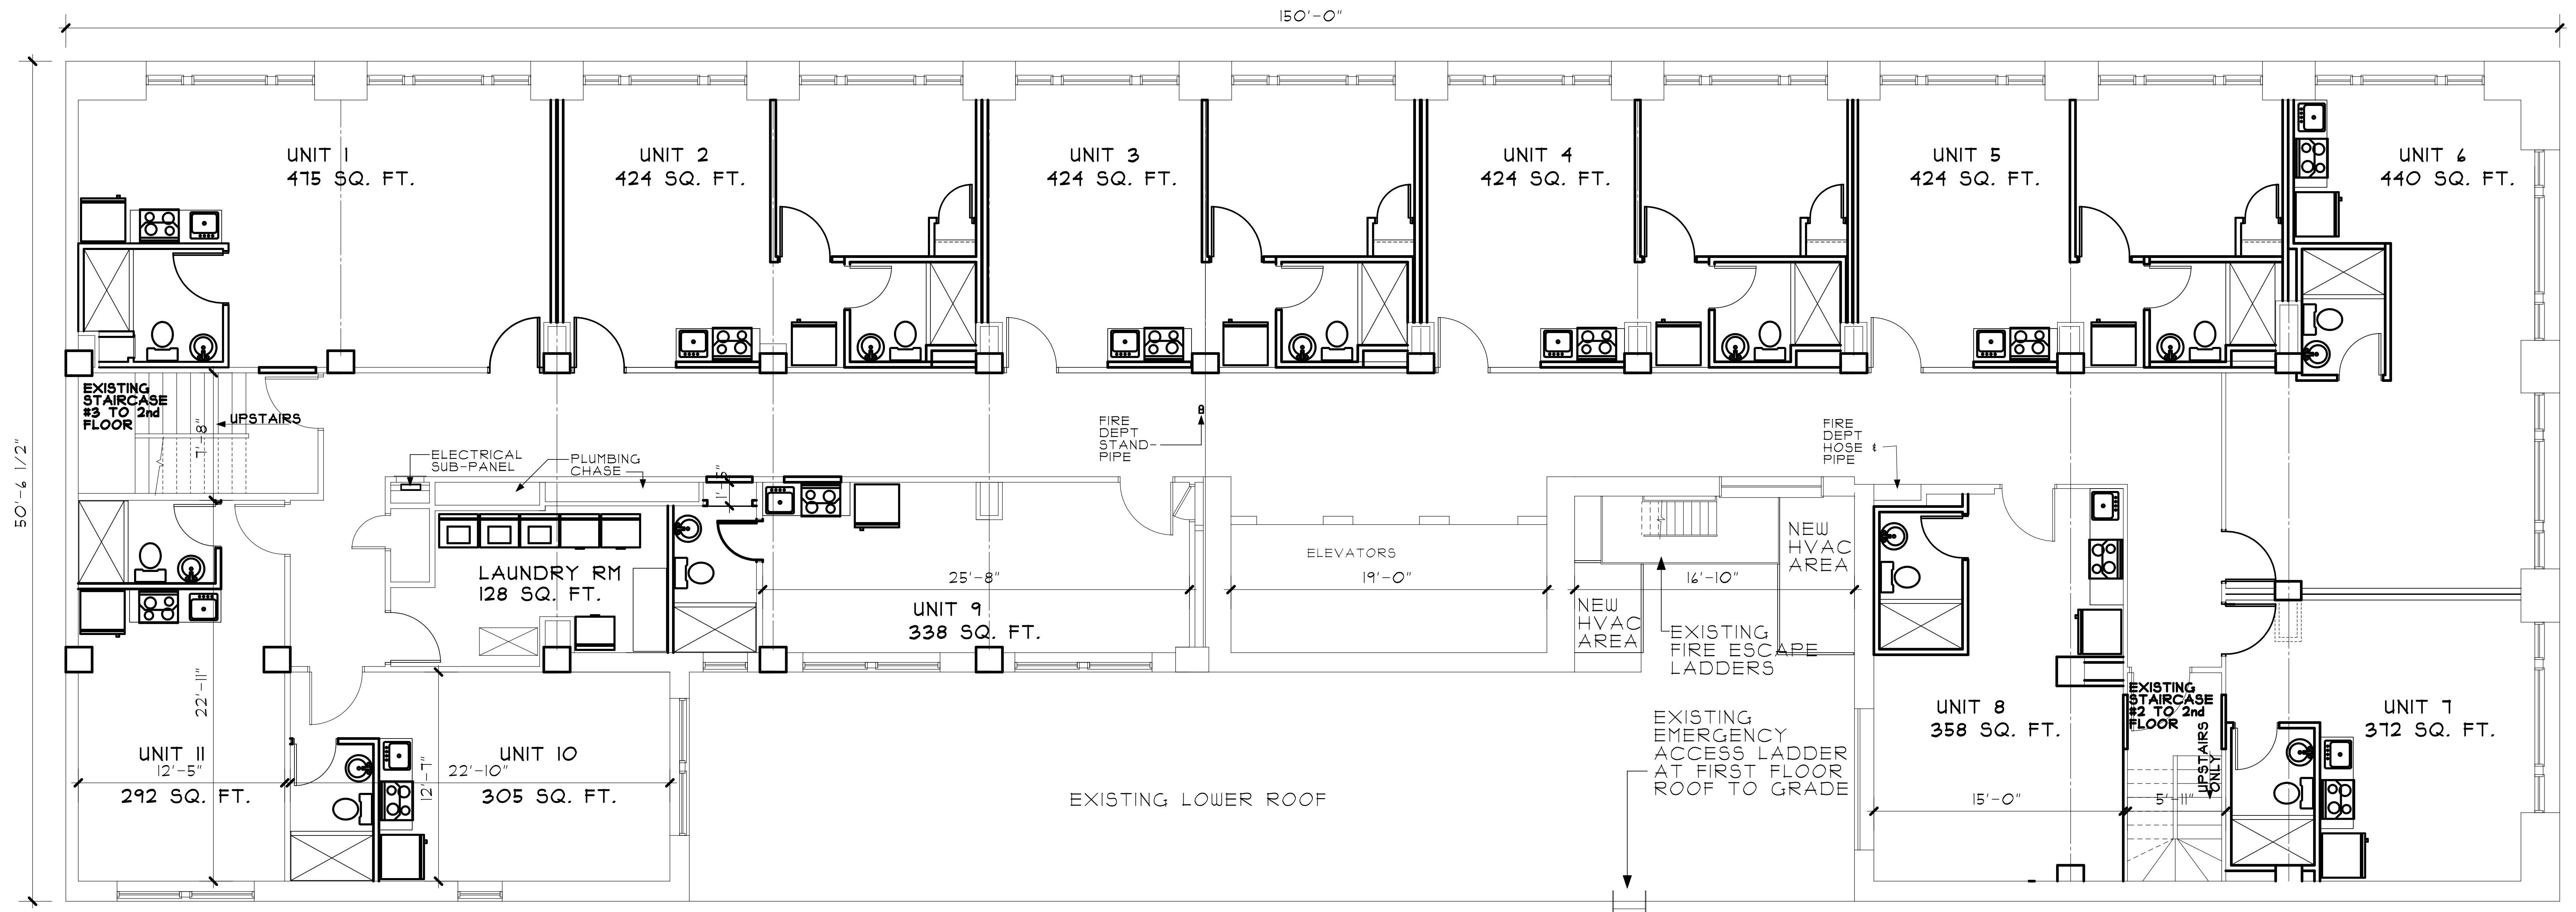 150'-0"
50'-6 1/2"
UNIT 1
475 SQ. FT.
UNIT 2
424 SQ. FT.
UNIT 3
424 SQ. FT.
UNIT 4
424 SQ. FT.
UNIT 5
424 SQ. FT.
UNIT 6
440 SQ. FT.
EXISTING
STAIRCASE
#3 TO 2nd
FLOOR
UPSTAIRS
7'-8"
ELECTRICAL
SUB-PANEL
PLUMBING
CHASE
FIRE
DEPT
STAND-
PIPE
FIRE
DEPT
HOSE &
PIPE
LAUNDRY RM
128 SQ. FT.
25'-8"
UNIT 9
338 SQ. FT.
ELEVATORS
19'-0"
16'-10"
NEW
HVAC
AREA
NEW
HVAC
AREA
EXISTING
FIRE ESCAPE
LADDERS
EXISTING
EMERGENCY
ACCESS LADDER
AT FIRST FLOOR
ROOF TO GRADE
EXISTING LOWER ROOF
22'-11"
UNIT 11
12'-5"
292 SQ. FT.
UNIT 10
22'-10"
305 SQ. FT.
12'-7"
UNIT 8
358 SQ. FT.
15'-0"
EXISTING
STAIRCASE
#2 TO 2nd
FLOOR
UPSTAIRS
ONLY
5'-11"
UNIT 7
372 SQ. FT.